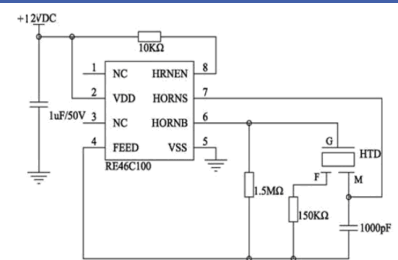 +12VDC
10KΩ
1 NC HRNEN 8
2 VDD HORNS 7
1uF/50V
3 NC HORNB 6
4 FEED VSS 5
RE46C100
G
HTD
F M
1.5MΩ
150KΩ
1000pF